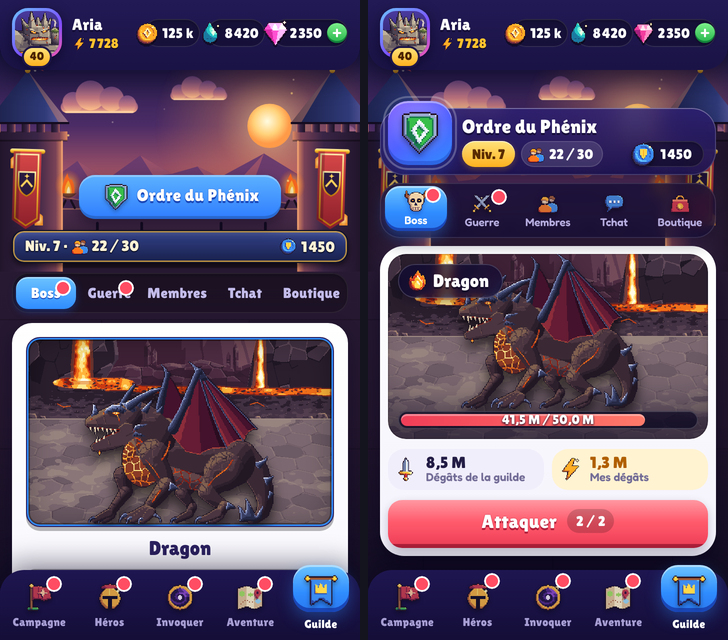 Aria
7728
125 k
8420
2350
40
Ordre du Phénix
Niv. 7 · 22 / 30
1450
Boss
Guerre
Membres
Tchat
Boutique
Dragon
Campagne
Héros
Invoquer
Aventure
Guilde
Aria
7728
125 k
8420
2350
40
Ordre du Phénix
Niv. 7
22 / 30
1450
Boss
Guerre
Membres
Tchat
Boutique
Dragon
41,5 M / 50,0 M
8,5 M
Dégâts de la guilde
1,3 M
Mes dégâts
Attaquer
2 / 2
Campagne
Héros
Invoquer
Aventure
Guilde